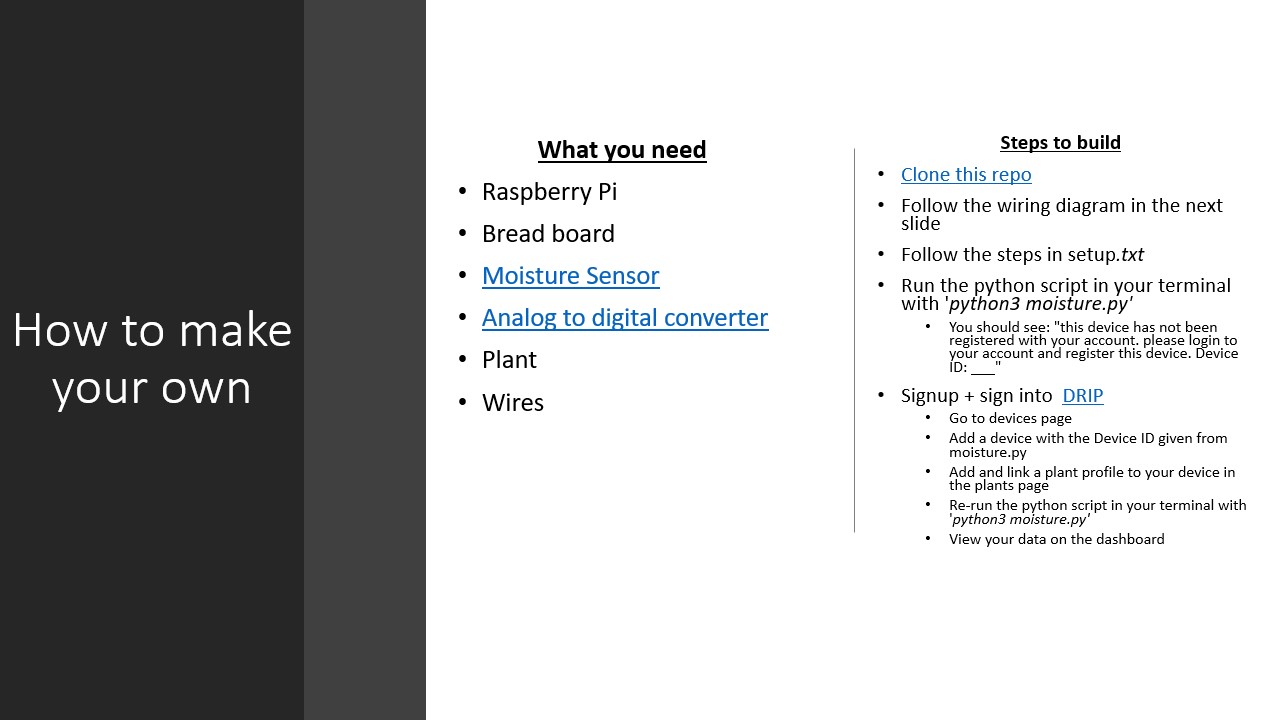 How to make
your own
What you need
• Raspberry Pi
• Bread board
• Moisture Sensor
• Analog to digital converter
• Plant
• Wires
Steps to build
• Clone this repo
• Follow the wiring diagram in the next
slide
• Follow the steps in setup.txt
• Run the python script in your terminal
with 'python3 moisture.py'
• You should see: "this device has not been
registered with your account. please login to
your account and register this device. Device
ID: ___"
• Signup + sign into DRIP
• Go to devices page
• Add a device with the Device ID given from
moisture.py
• Add and link a plant profile to your device in
the plants page
• Re-run the python script in your terminal with
'python3 moisture.py'
• View your data on the dashboard